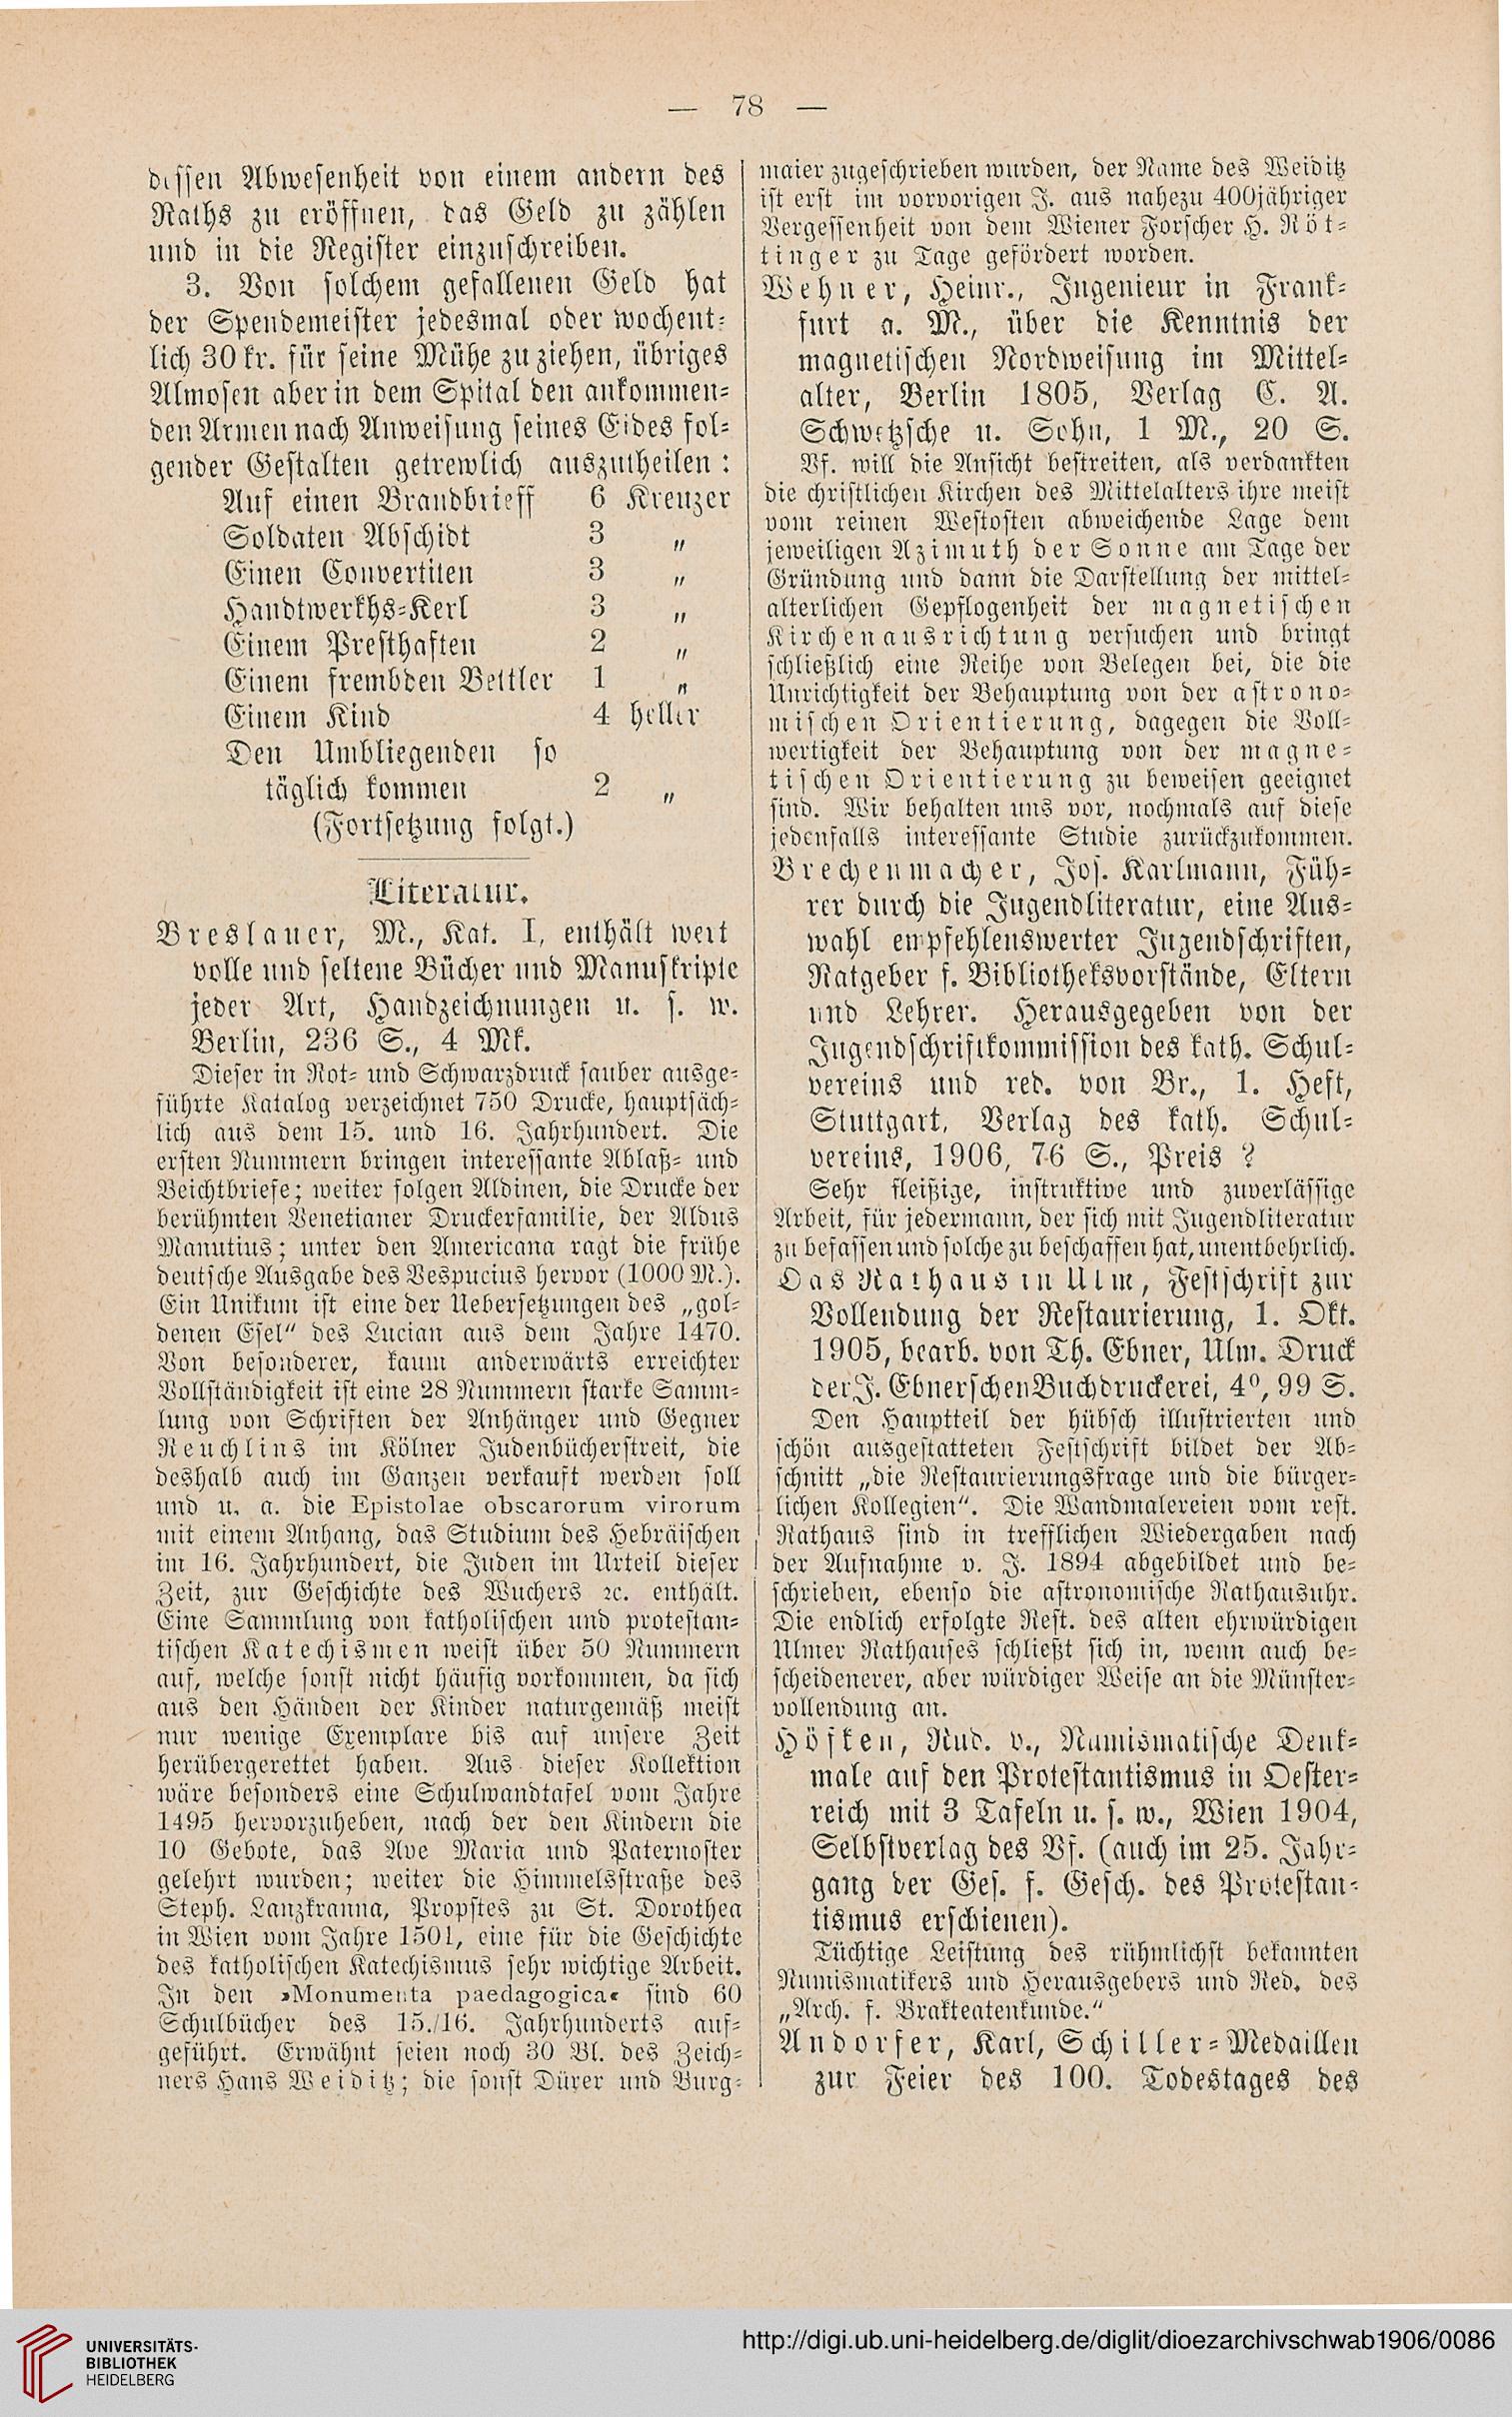 — 78 —
dessen Abwesenheit von einem andern des
Raths zu eröffnen, das Geld zu zählen
und in die Register einzuschreiben.
3. Von solchem gefallenen Geld hat
der Spendemeister jedesmal oder wochent-
lich 30 kr. für seine Mühe zu ziehen, übriges
Almosen aber in dem Spital den ankommen-
den Armen nach Anweisung seines Eides fol-
gender Gestalten getrewlich auszutheilen:
Auf einen Brandbrieff 6 Kreuzer
Soldaten Abschidt 3 „
Einen Convertiten 3 „
Handtwerkhs-Kerl 3 „
Einem Presthaften 2 „
Einem frembden Bettler 1 „
Einem Kind 4 heller
Den Umbliegenden so
täglich kommen 2 „
(Fortsetzung folgt.)
Literatur.
Breslauer, M., Kat. I, enthält wert
volle und seltene Bücher und Manuskripte
jeder Art, Handzeichnungen u. s. w.
Berlin, 236 S., 4 Mk.
Dieser in Rot- und Schwarzdruck sauber ausge-
führte Katalog verzeichnet 750 Drucke, hauptsäch-
lich aus dem 15. und 16. Jahrhundert. Die
ersten Nummern bringen interessante Ablaß- und
Beichtbriefe; weiter folgen Aldinen, die Drucke der
berühmten Venetianer Druckerfamilie, der Aldus
Manutius; unter den Americana ragt die frühe
deutsche Ausgabe des Vespucius hervor (1000 M.).
Ein Unikum ist eine der Uebersetzungen des „gol-
denen Esel" des Lucian aus dem Jahre 1470.
Von besonderer, kaum anderwärts erreichter
Vollständigkeit ist eine 28 Nummern starke Samm-
lung von Schriften der Anhänger und Gegner
Reuchlins im Kölner Judenbücherstreit, die
deshalb auch im Ganzen verkauft werden soll
und u. a. die Epistolae obscarorum virorum
mit einem Anhang, das Studium des Hebräischen
im 16. Jahrhundert, die Juden im Urteil dieser
Zeit, zur Geschichte des Wuchers ꝛc. enthält.
Eine Sammlung von katholischen und protestan-
tischen Katechismen weist über 50 Nummern
auf, welche sonst nicht häufig vorkommen, da sich
aus den Händen der Kinder naturgemäß meist
nur wenige Exemplare bis auf unsere Zeit
herübergerettet haben. Aus dieser Kollektion
wäre besonders eine Schulwandtafel vom Jahre
1495 hervorzuheben, nach der den Kindern die
10 Gebote, das Ave Maria und Paternoster
gelehrt wurden; weiter die Himmelsstraße des
Steph. Lanzkranna, Propstes zu St. Dorothea
in Wien vom Jahre 1501, eine für die Geschichte
des katholischen Katechismus sehr wichtige Arbeit.
In den »Monumenta paedagogica« sind 60
Schulbücher des 15./16. Jahrhunderts auf-
geführt. Erwähnt seien noch 30 Bl. des Zeich-
ners Hans Weiditz; die sonst Dürer und Burg-
maier zugeschrieben wurden, der Name des Weiditz
ist erst im vorvorigen J. aus nahezu 400jähriger
Vergessenheit von dem Wiener Forscher H. Röt-
tinger zu Tage gefördert worden.
Wehner, Heinr., Ingenieur in Frank-
furt a. M., über die Kenntnis der
magnetischen Nordweisung im Mittel-
alter, Berlin 1805, Verlag C. A.
Schwetzsche u. Sohn, 1 M., 20 S.
Vf. will die Ansicht bestreiten, als verdankten
die christlichen Kirchen des Mittelalters ihre meist
vom reinen Westosten abweichende Lage dem
jeweiligen Azimuth der Sonne am Tage der
Gründung und dann die Darstellung der mittel-
alterlichen Gepflogenheit der magnetischen
Kirchenausrichtung versuchen und bringt
schließlich eine Reihe von Belegen bei, die die
Unrichtigkeit der Behauptung von der astrono-
mischen Orientierung, dagegen die Voll-
wertigkeit der Behauptung von der magne-
tischen Orientierung zu beweisen geeignet
sind. Wir behalten uns vor, nochmals auf diese
jedenfalls interessante Studie zurückzukommen.
Brechenmacher, Jos. Karlmann, Füh-
rer durch die Jugendliteratur, eine Aus-
wahl empfehlenswerter Jugendschriften,
Ratgeber f. Bibliotheksvorstände, Eltern
und Lehrer. Herausgegeben von der
Jugendschriftkommission des kath. Schul-
vereins und red. von Br., 1. Heft,
Stuttgart, Verlag des kath. Schul-
vereins, 1906, 76 S., Preis ?
Sehr fleißige, instruktive und zuverlässige
Arbeit, für jedermann, der sich mit Jugendliteratur
zu befassen und solche zu beschaffen hat, unentbehrlich.
Das Rathaus in Ulm, Festschrift zur
Vollendung der Restaurierung, 1. Okt.
1905, bearb. von Th. Ebner, Ulm. Druck
der J. Ebnerschen Buchdruckerei, 4⁰, 99 S.
Den Hauptteil der hübsch illustrierten und
schön ausgestatteten Festschrift bildet der Ab-
schnitt „die Restaurierungsfrage und die bürger-
lichen Kollegien". Die Wandmalereien vom rest.
Rathaus sind in trefflichen Wiedergaben nach
der Aufnahme v. J. 1894 abgebildet und be-
schrieben, ebenso die astronomische Rathausuhr.
Die endlich erfolgte Rest. des alten ehrwürdigen
Ulmer Rathauses schließt sich in, wenn auch be-
scheidenerer, aber würdiger Weise an die Münster-
vollendung an.
Höfken, Rud. v., Numismatische Denk-
male auf den Protestantismus in Oester-
reich mit 3 Tafeln u. s. w., Wien 1904,
Selbstverlag des Vf. (auch im 25. Jahr-
gang der Ges. f. Gesch. des Protestan-
tismus erschienen).
Tüchtige Leistung des rühmlichst bekannten
Numismatikers und Herausgebers und Red. des
„Arch. f. Brakteatenkunde."
Andorfer, Karl, Schiller-Medaillen
zur Feier des 100. Todestages des
UNIVERSITÄTS-
BIBLIOTHEK
HEIDELBERG
http://digi.ub.uni-heidelberg.de/diglit/dioezarchivschwab1906/0086